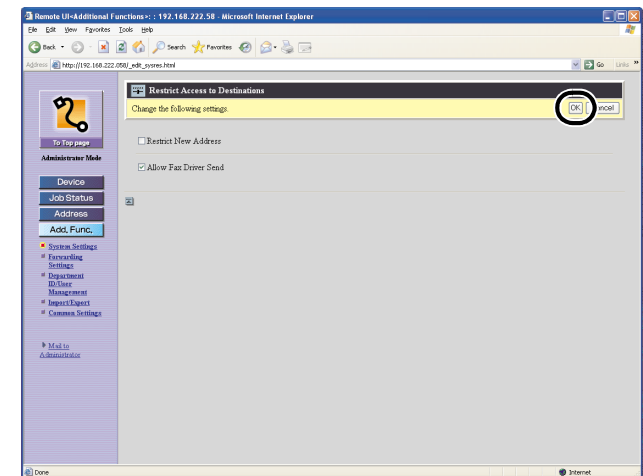 Remote UI<Additional Functions>: : 192.168.222.58 - Microsoft Internet Explorer
File Edit View Favorites Tools Help
Back Search Favorites
Address http://192.168.222.058/_edit_sysres.html Go Links »
Restrict Access to Destinations
Change the following settings. OK ncel
To Top page
Administrator Mode
Restrict New Address
Allow Fax Driver Send
Device
Job Status
Address
Add. Func.
System Settings
Forwarding
Settings
Department
ID/User
Management
Import/Export
Common Settings
Mail to
Administrator
Done Internet